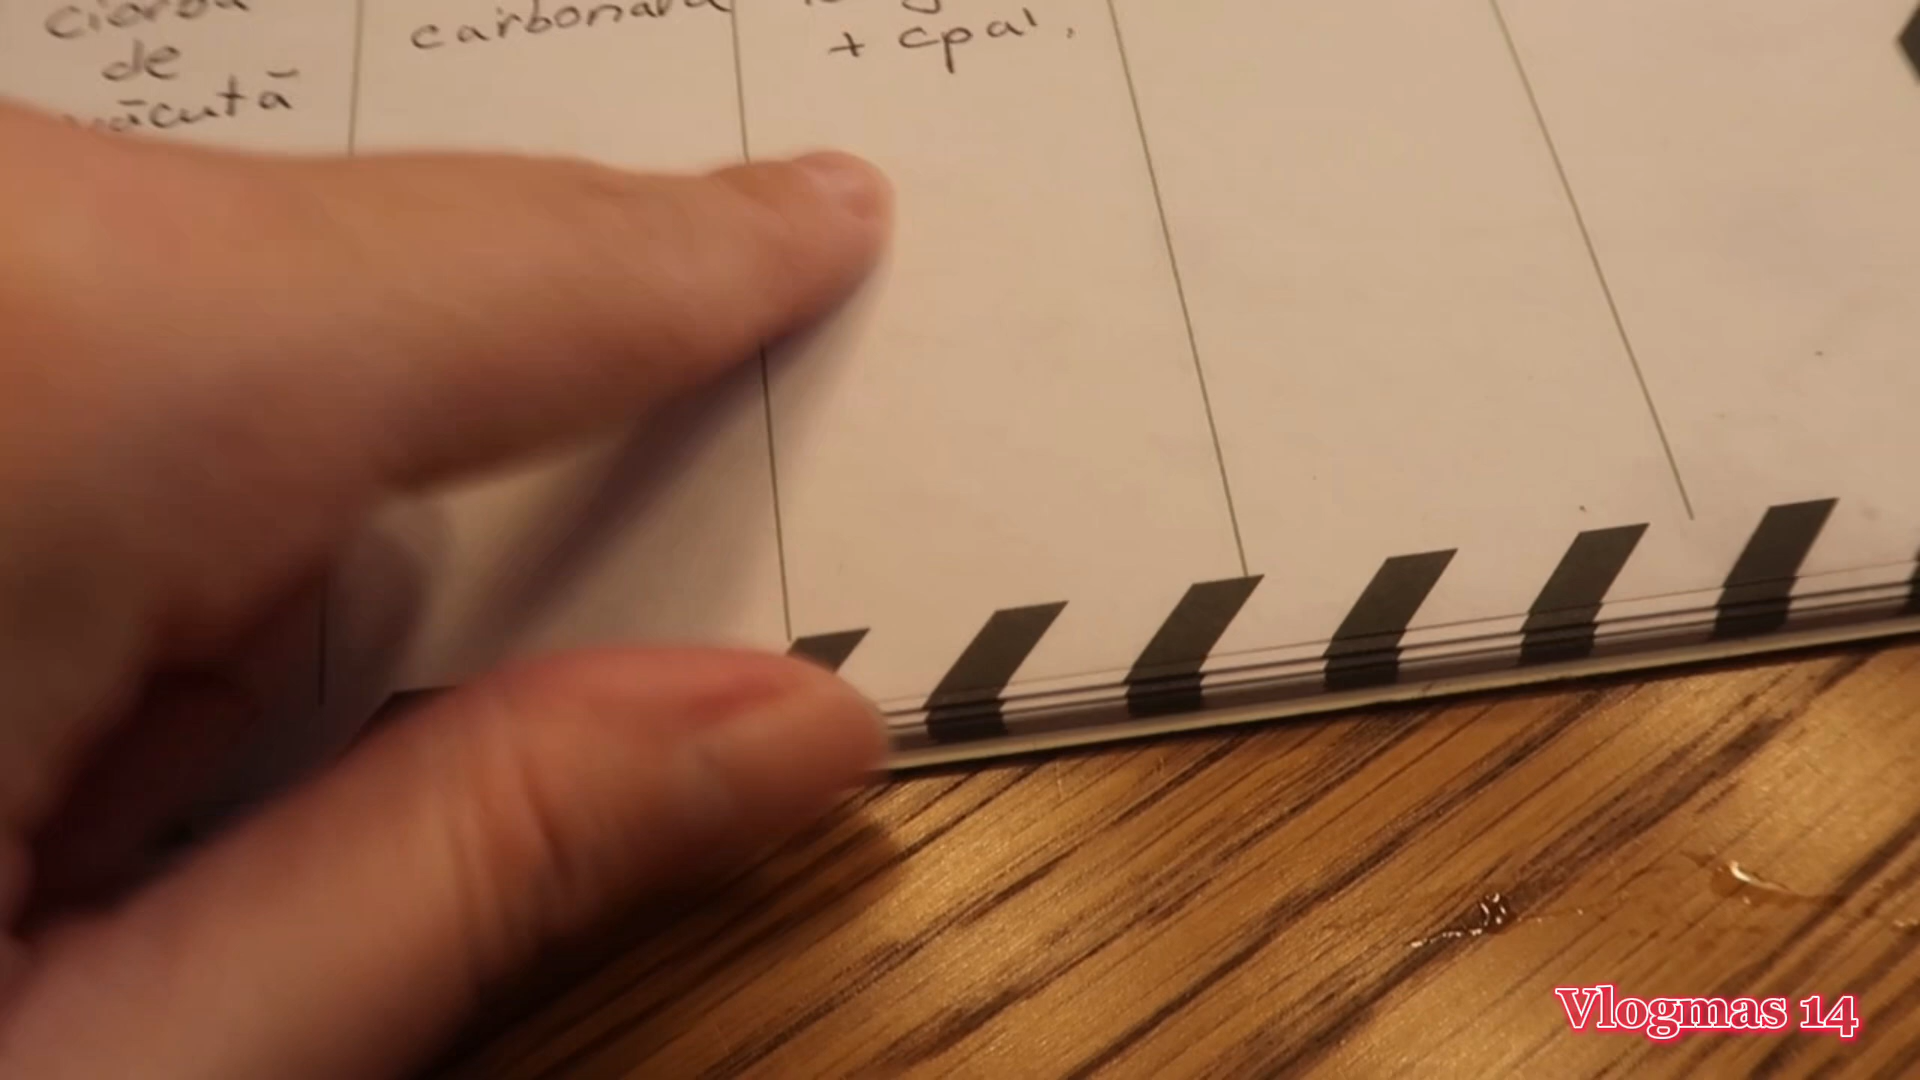 ciorbă
de
văcuță
carbonara
+ cpal,
Vlogmas 14